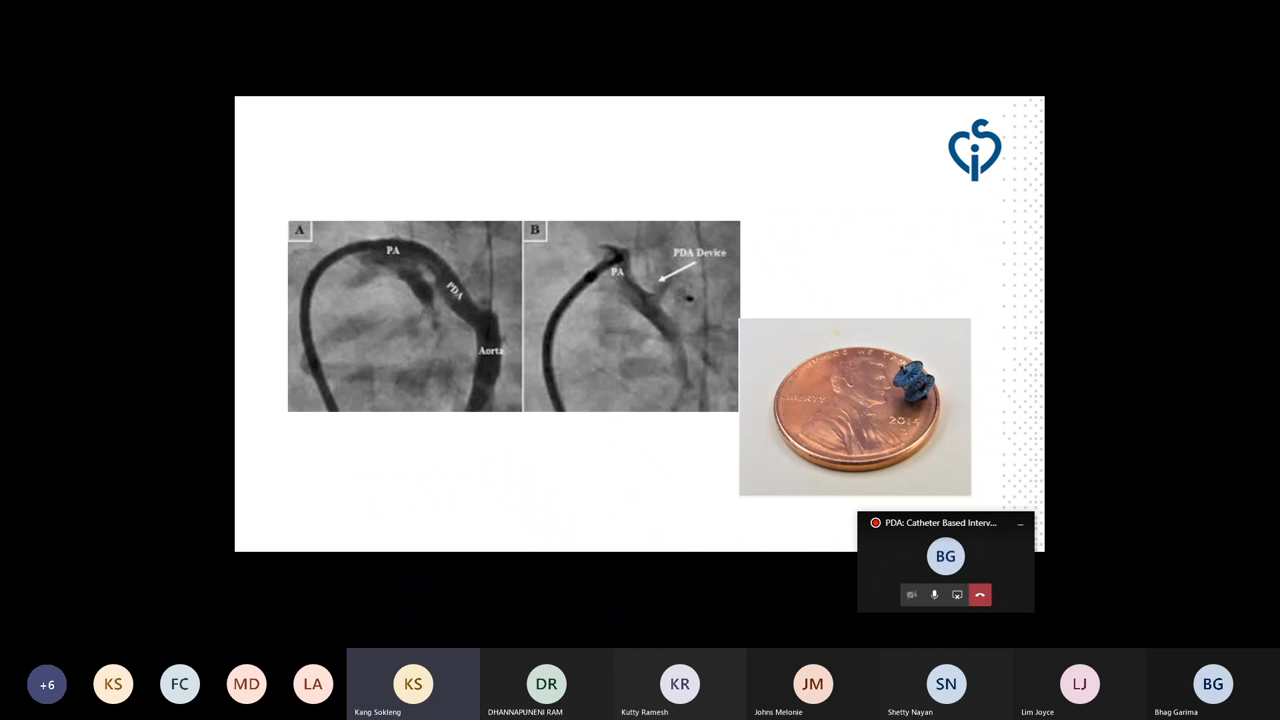 A
PA
PDA
Aorta
B
PA
PDA Device
LIBERTY
PDA: Catheter Based Interv...
BG
+6
KS
FC
MD
LA
KS
Kang Sokleng
DR
DHANNAPUNENI RAM
KR
Kutty Ramesh
JM
Johns Melonie
SN
Shetty Nayan
LJ
Lim Joyce
BG
Bhag Garima